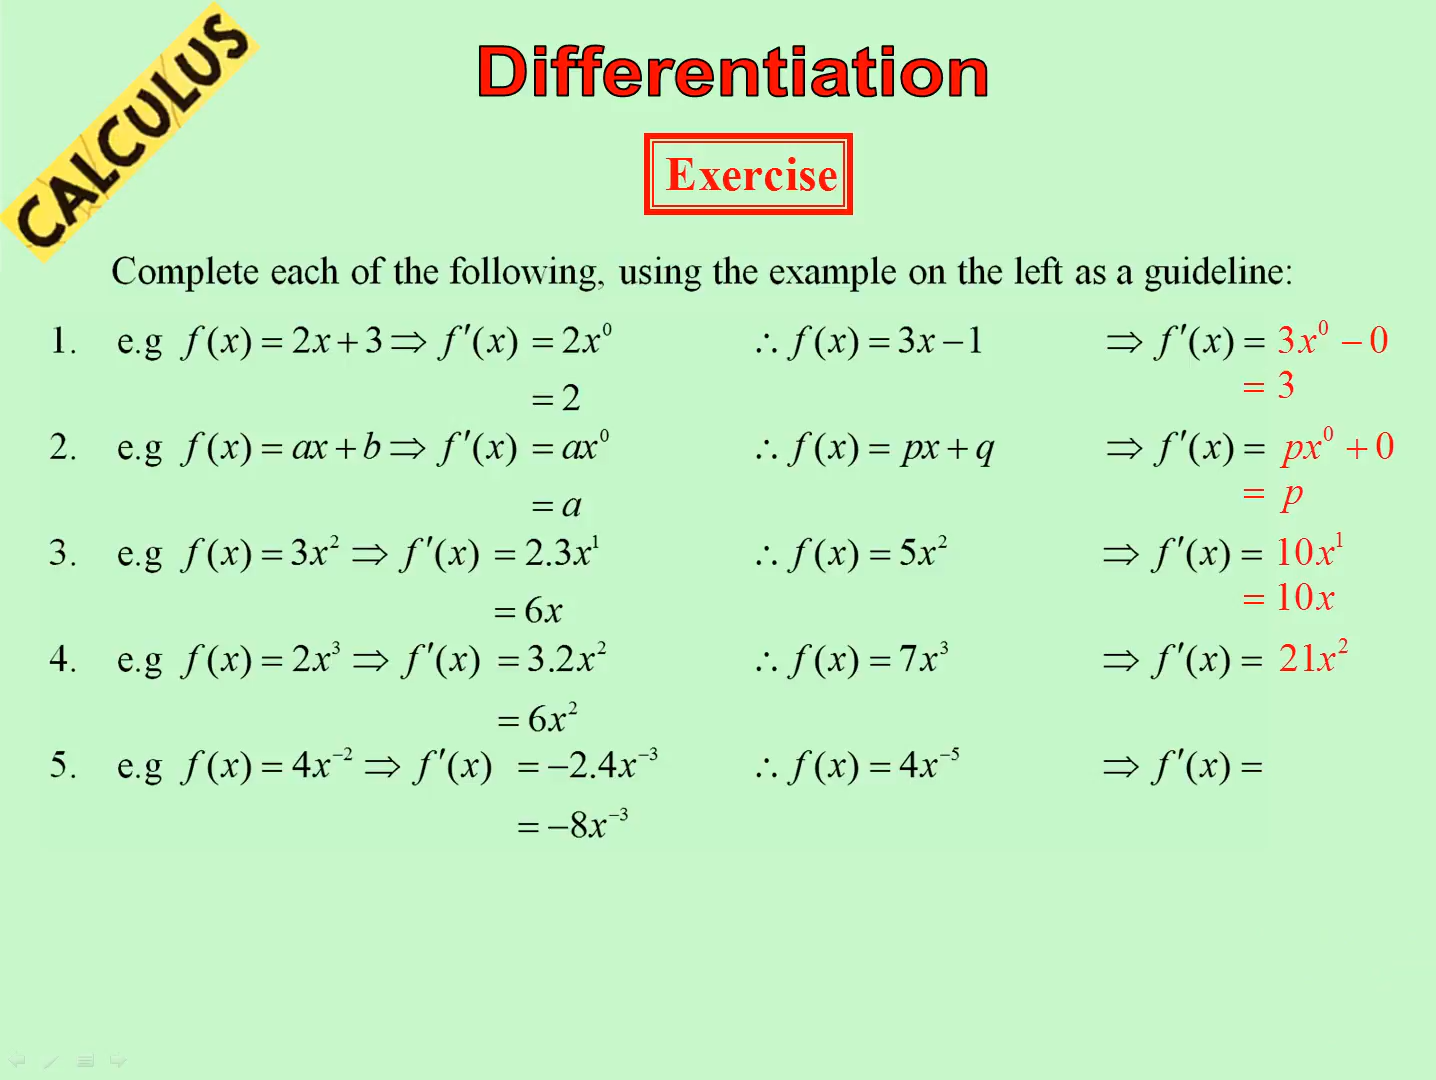 CALCULUS
Differentiation
Exercise
Complete each of the following, using the example on the left as a guideline:
1. e.g f(x) = 2x + 3 ⇒ f′(x) = 2x⁰ ∴ f(x) = 3x − 1 ⇒ f′(x) = 3x⁰ − 0
= 2 = 3
2. e.g f(x) = ax + b ⇒ f′(x) = ax⁰ ∴ f(x) = px + q ⇒ f′(x) = px⁰ + 0
= a = p
3. e.g f(x) = 3x² ⇒ f′(x) = 2.3x¹ ∴ f(x) = 5x² ⇒ f′(x) = 10x¹
= 6x = 10x
4. e.g f(x) = 2x³ ⇒ f′(x) = 3.2x² ∴ f(x) = 7x³ ⇒ f′(x) = 21x²
= 6x²
5. e.g f(x) = 4x⁻² ⇒ f′(x) = −2.4x⁻³ ∴ f(x) = 4x⁻⁵ ⇒ f′(x) =
= −8x⁻³